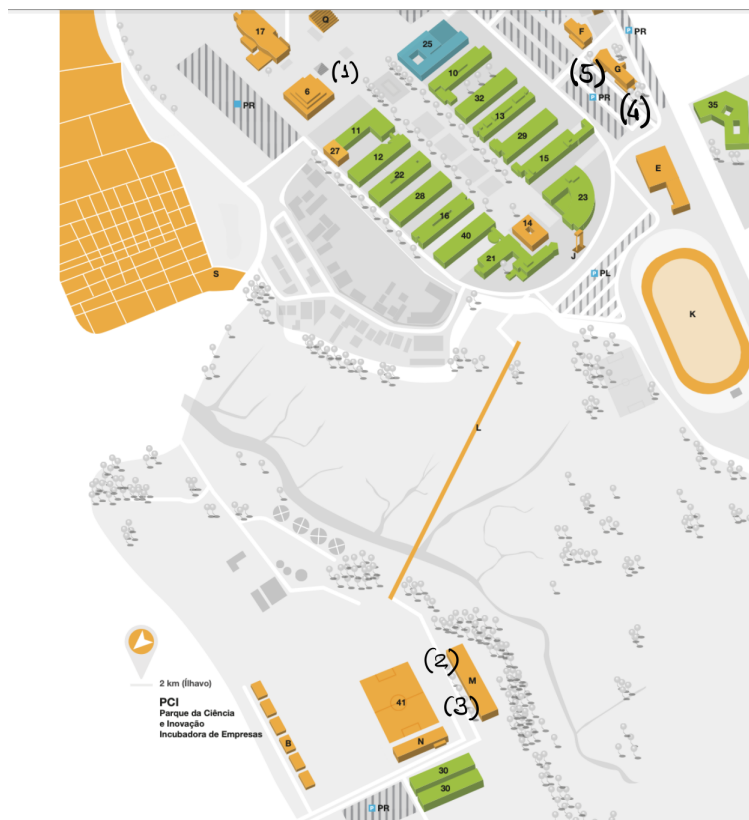 Q
17
F
PR
25
(1)
G
(5)
10
6
PR
32
(4)
PR
35
13
11
29
27
12
15
E
22
23
28
14
16
40
J
21
S
PL
K
L
(2)
M
2 km (Ílhavo)
41
(3)
PCI
Parque da Ciência
e Inovação
Incubadora de Empresas
B
N
30
30
PR